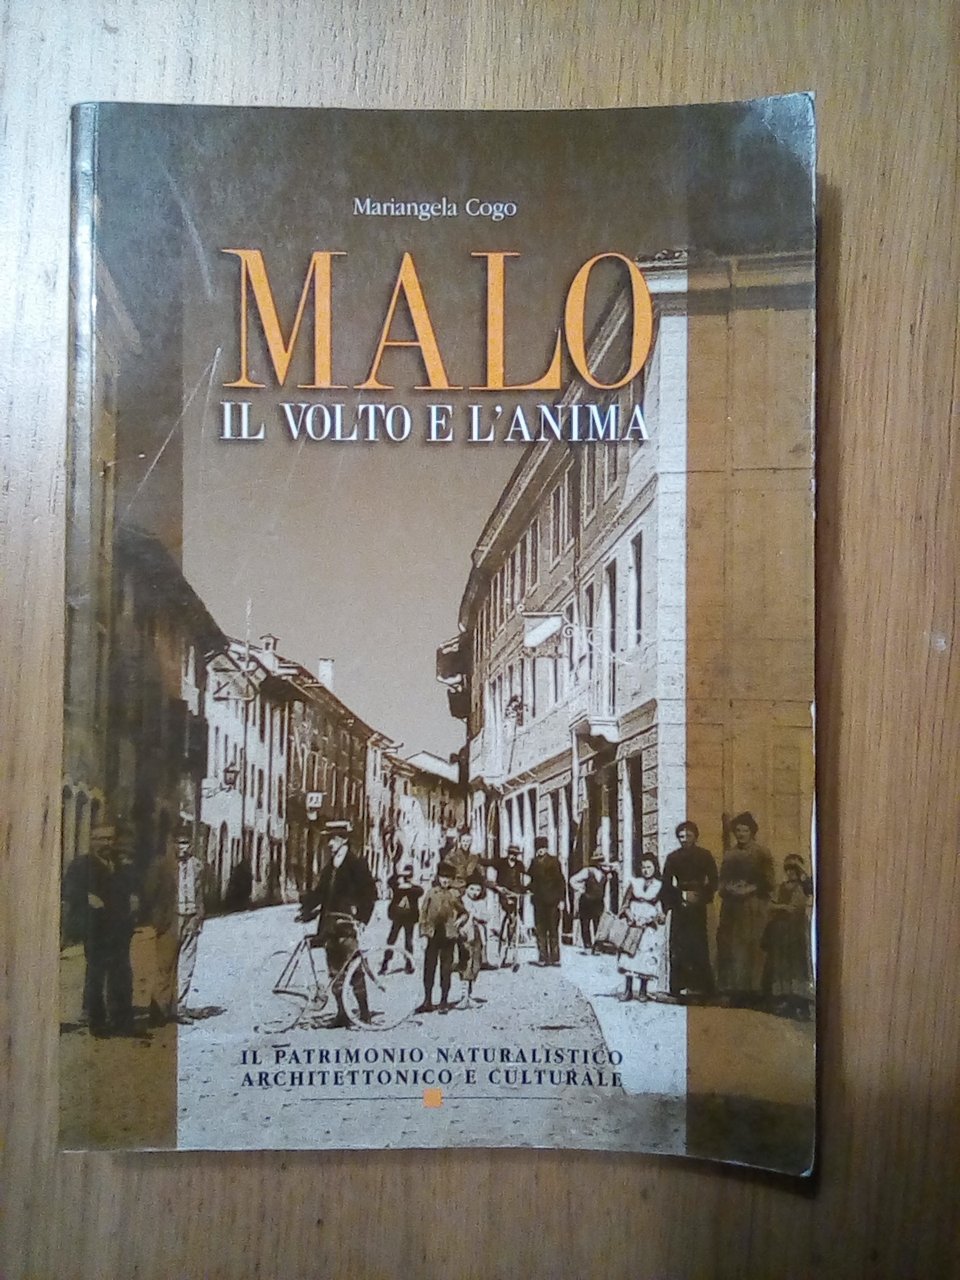 Mariangela Cogo
MALO
IL VOLTO E L'ANIMA
IL PATRIMONIO NATURALISTICO
ARCHITETTONICO E CULTURALE